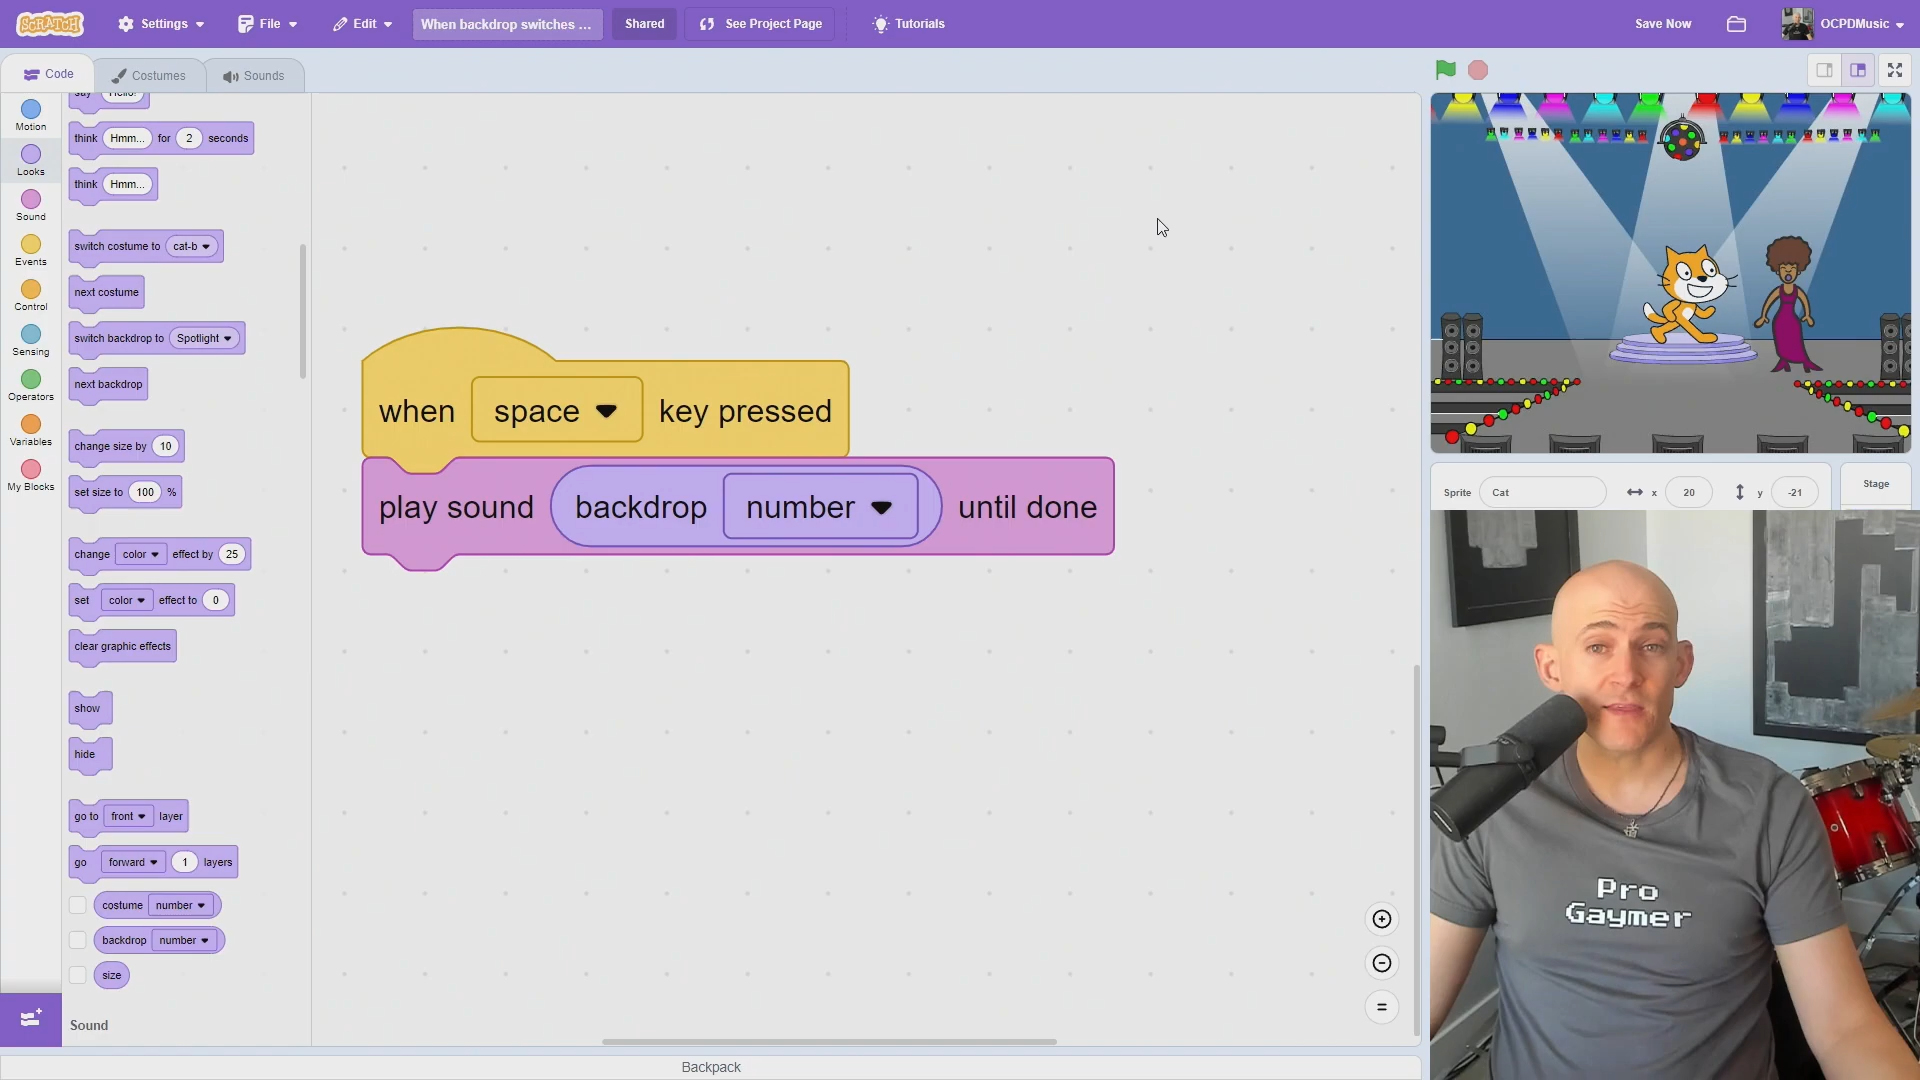 SCRATCH
Settings
File
Edit
When backdrop switches ...
Shared
See Project Page
Tutorials
Save Now
OCPDMusic
Code
Costumes
Sounds
Motion
Looks
Sound
Events
Control
Sensing
Operators
Variables
My Blocks
say Hello!
think Hmm... for 2 seconds
think Hmm...
switch costume to cat-b
next costume
switch backdrop to Spotlight
next backdrop
change size by 10
set size to 100 %
change color effect by 25
set color effect to 0
clear graphic effects
show
hide
go to front layer
go forward 1 layers
costume number
backdrop number
size
Sound
when space key pressed
play sound backdrop number until done
Backpack
Sprite Cat x 20 y -21
Stage
Pro
Gaymer